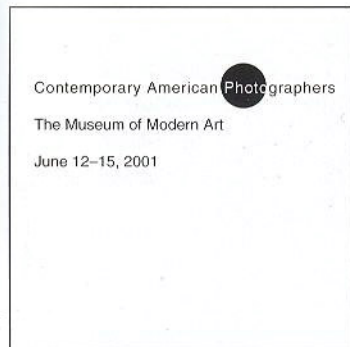 Contemporary American Photographers
The Museum of Modern Art
June 12–15, 2001